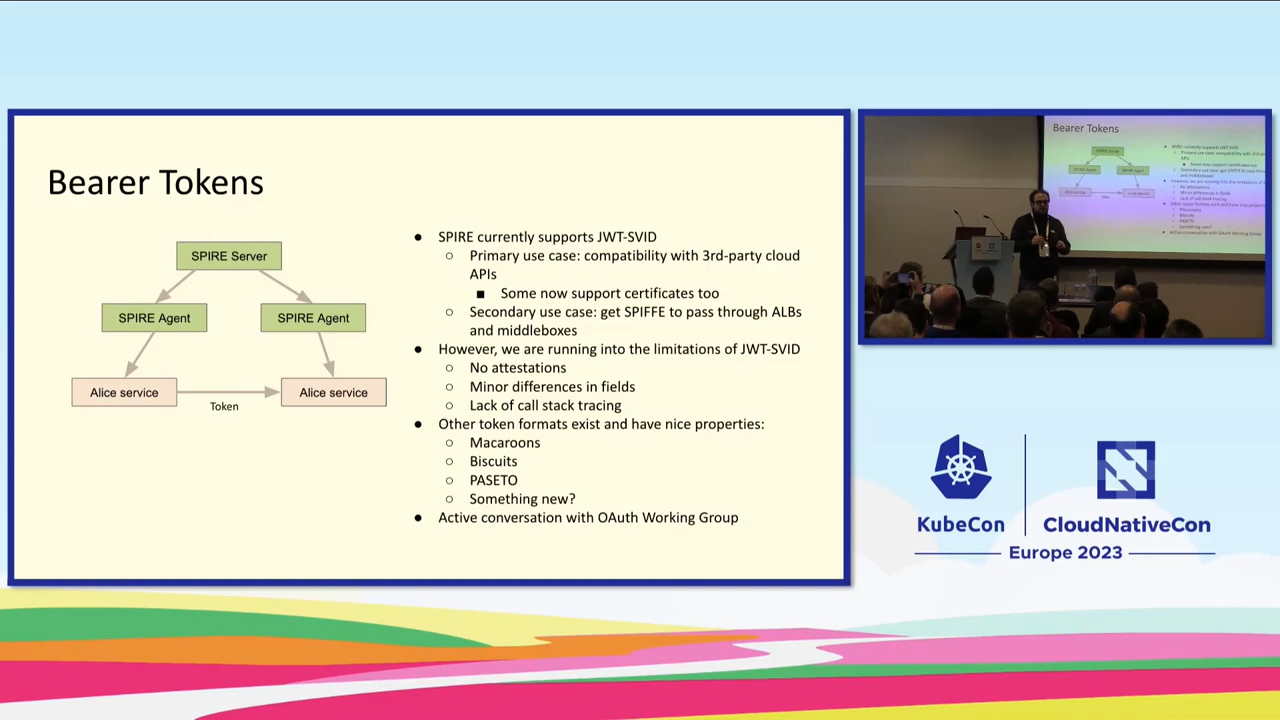 Bearer Tokens
SPIRE Server
SPIRE Agent
SPIRE Agent
Alice service
Alice service
Token
● SPIRE currently supports JWT-SVID
○ Primary use case: compatibility with 3rd-party cloud
APIs
■ Some now support certificates too
○ Secondary use case: get SPIFFE to pass through ALBs
and middleboxes
● However, we are running into the limitations of JWT-SVID
○ No attestations
○ Minor differences in fields
○ Lack of call stack tracing
● Other token formats exist and have nice properties:
○ Macaroons
○ Biscuits
○ PASETO
○ Something new?
● Active conversation with OAuth Working Group
Bearer Tokens
KubeCon
CloudNativeCon
Europe 2023